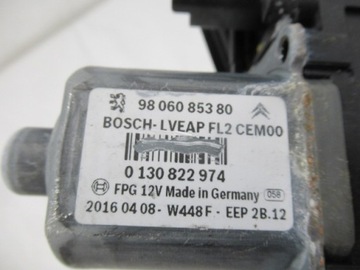 98 060 853 80
BOSCH- LVEAP FL2 CEM00
0 130 822 974
FPG 12V Made in Germany 058
2016 04 08 - W448F - EEP 2B.12